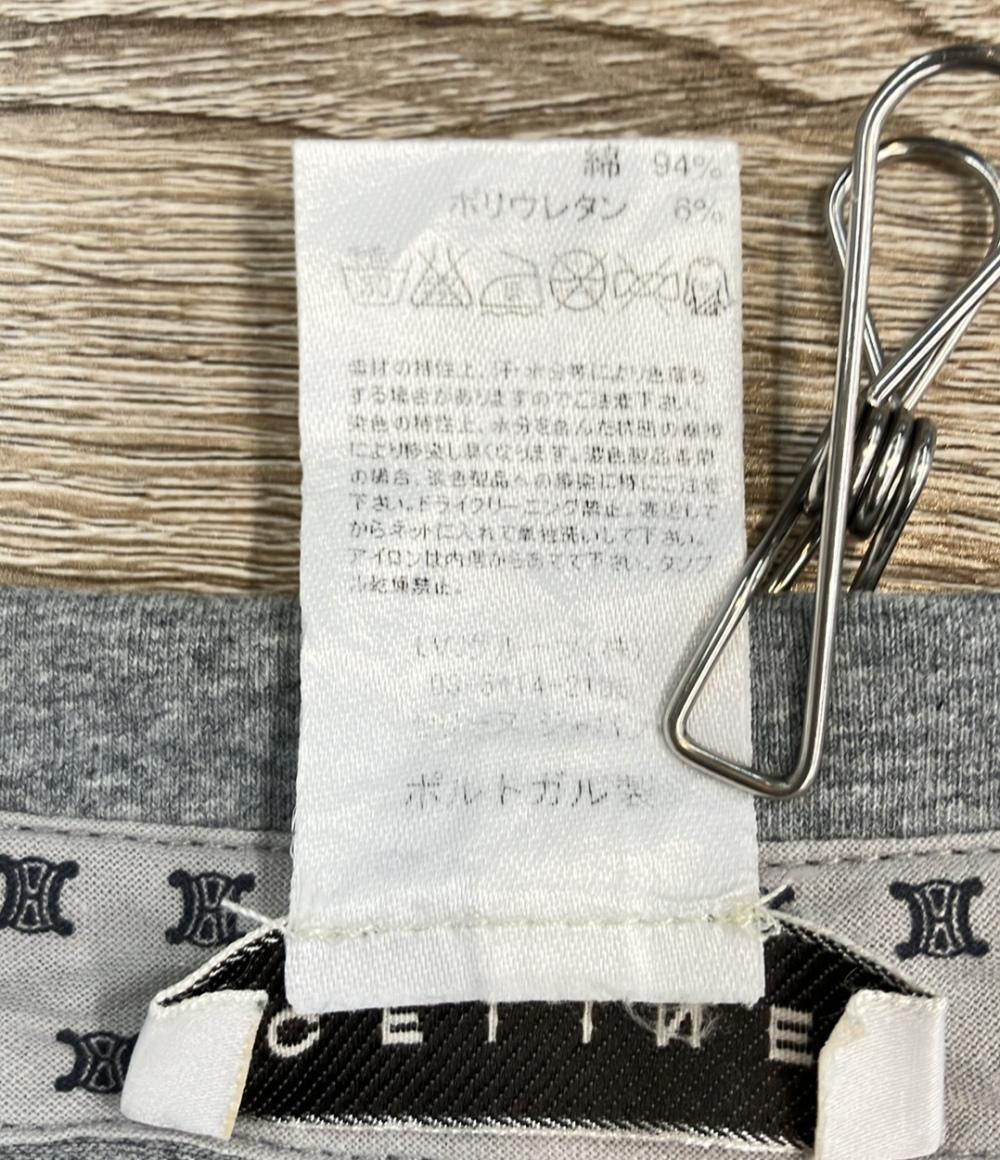 綿 94%
ポリウレタン 6%
の特性上、汗・水分等により色落ち
する場合がありますのでご注意下さい。
染色の特性上、水分を含んだ状態の
により移染し易くなります。濃色製品着用
の場合、淡色製品への移染に特にご注意
下さい。ドライクリーニング禁止。裏返して
からネットに入れて単独洗いして下さい。
アイロンは内側からあてて下さい。タンブ
ル乾燥禁止。
ポルトガル製
CELINE